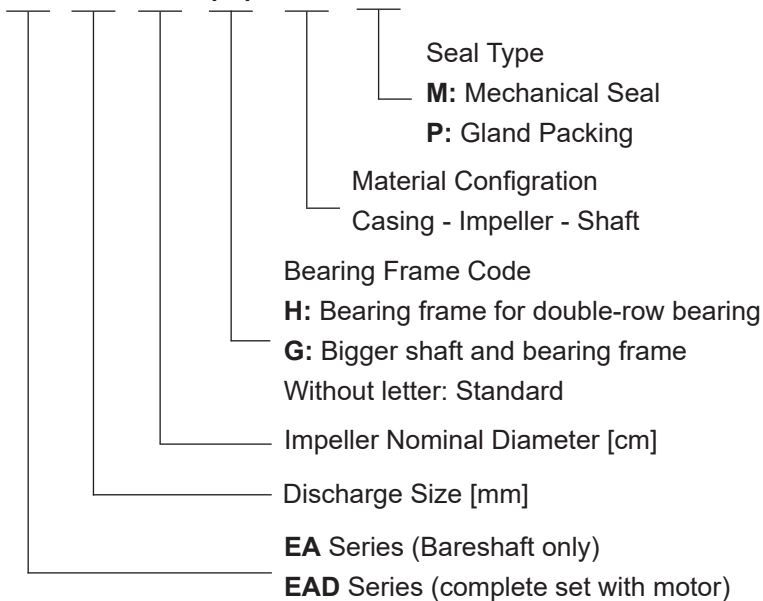 Seal Type
M: Mechanical Seal
P: Gland Packing
Material Configration
Casing - Impeller - Shaft
Bearing Frame Code
H: Bearing frame for double-row bearing
G: Bigger shaft and bearing frame
Without letter: Standard
Impeller Nominal Diameter [cm]
Discharge Size [mm]
EA Series (Bareshaft only)
EAD Series (complete set with motor)